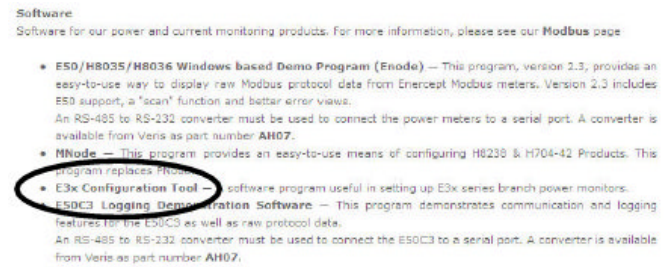 Software
Software for our power and current monitoring products. For more information, please see our Modbus page
• E50/H8035/H8036 Windows based Demo Program (Enode) — This program, version 2.3, provides an
easy-to-use way to display raw Modbus protocol data from Enercept Modbus meters. Version 2.3 includes
E50 support, a "scan" function and better error views.
An RS-485 to RS-232 converter must be used to connect the power meters to a serial port. A converter is
available from Veris as part number AH07.
• MNode — This program provides an easy-to-use means of configuring H8238 & H704-42 Products. This
program replaces PNode.
• E3x Configuration Tool — software program useful in setting up E3x series branch power monitors.
E50C3 Logging Demonstration Software — This program demonstrates communication and logging
features for the E50C3 as well as raw protocol data.
An RS-485 to RS-232 converter must be used to connect the E50C3 to a serial port. A converter is available
from Veris as part number AH07.